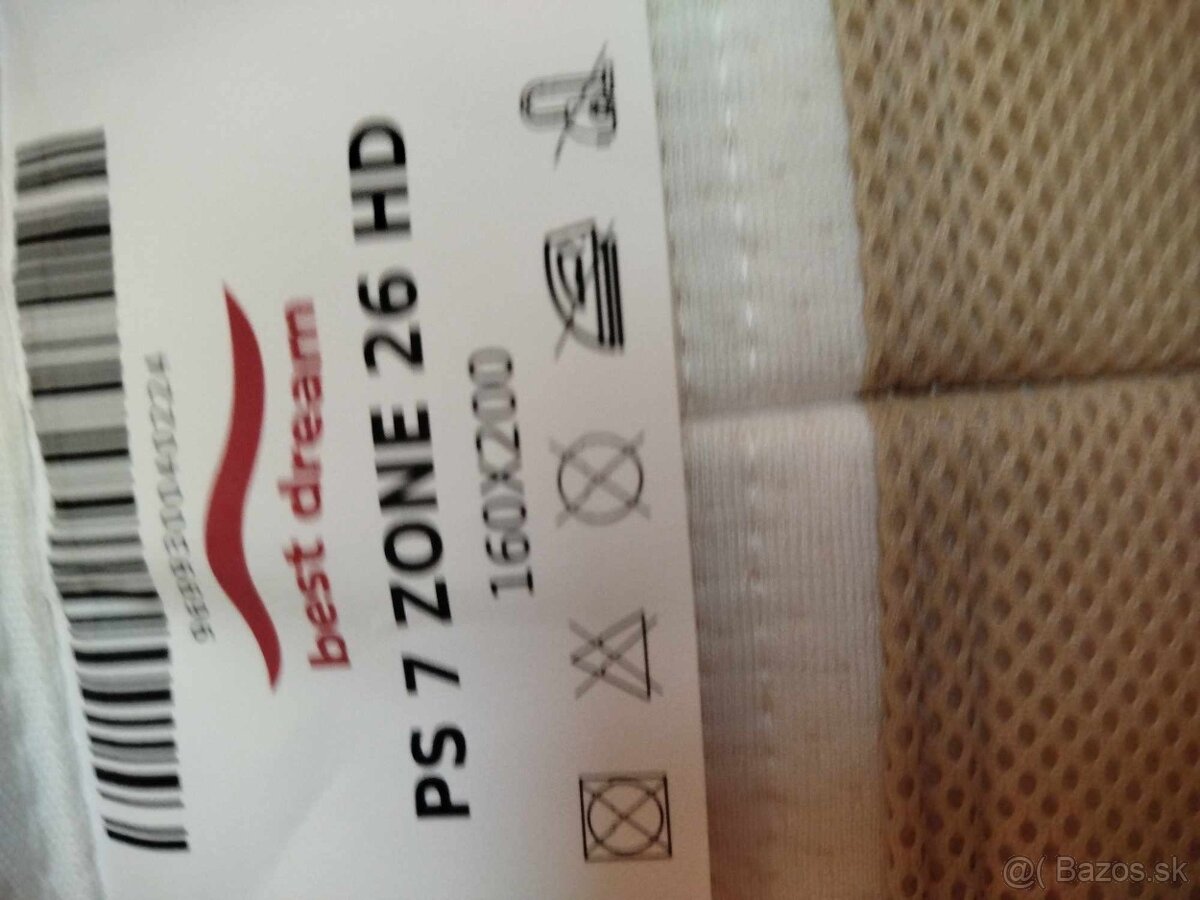 best dream
PS 7 ZONE 26 HD
160X200
@( Bazos.sk